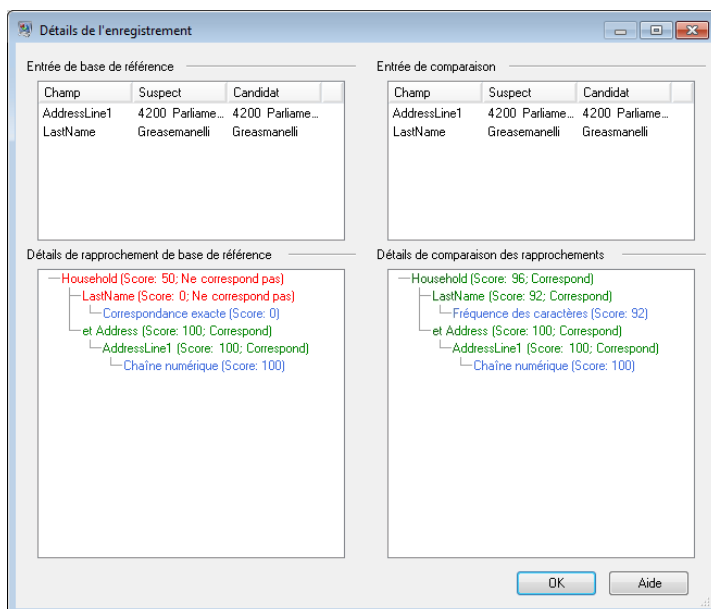 Détails de l'enregistrement
Entrée de base de référence
Champ Suspect Candidat
AddressLine1 4200 Parliame... 4200 Parliame...
LastName Greasemanelli Greasmanelli
Entrée de comparaison
Champ Suspect Candidat
AddressLine1 4200 Parliame... 4200 Parliame...
LastName Greasemanelli Greasmanelli
Détails de rapprochement de base de référence
Household (Score: 50; Ne correspond pas)
LastName (Score: 0; Ne correspond pas)
Correspondance exacte (Score: 0)
et Address (Score: 100; Correspond)
AddressLine1 (Score: 100; Correspond)
Chaîne numérique (Score: 100)
Détails de comparaison des rapprochements
Household (Score: 96; Correspond)
LastName (Score: 92; Correspond)
Fréquence des caractères (Score: 92)
et Address (Score: 100; Correspond)
AddressLine1 (Score: 100; Correspond)
Chaîne numérique (Score: 100)
OK Aide